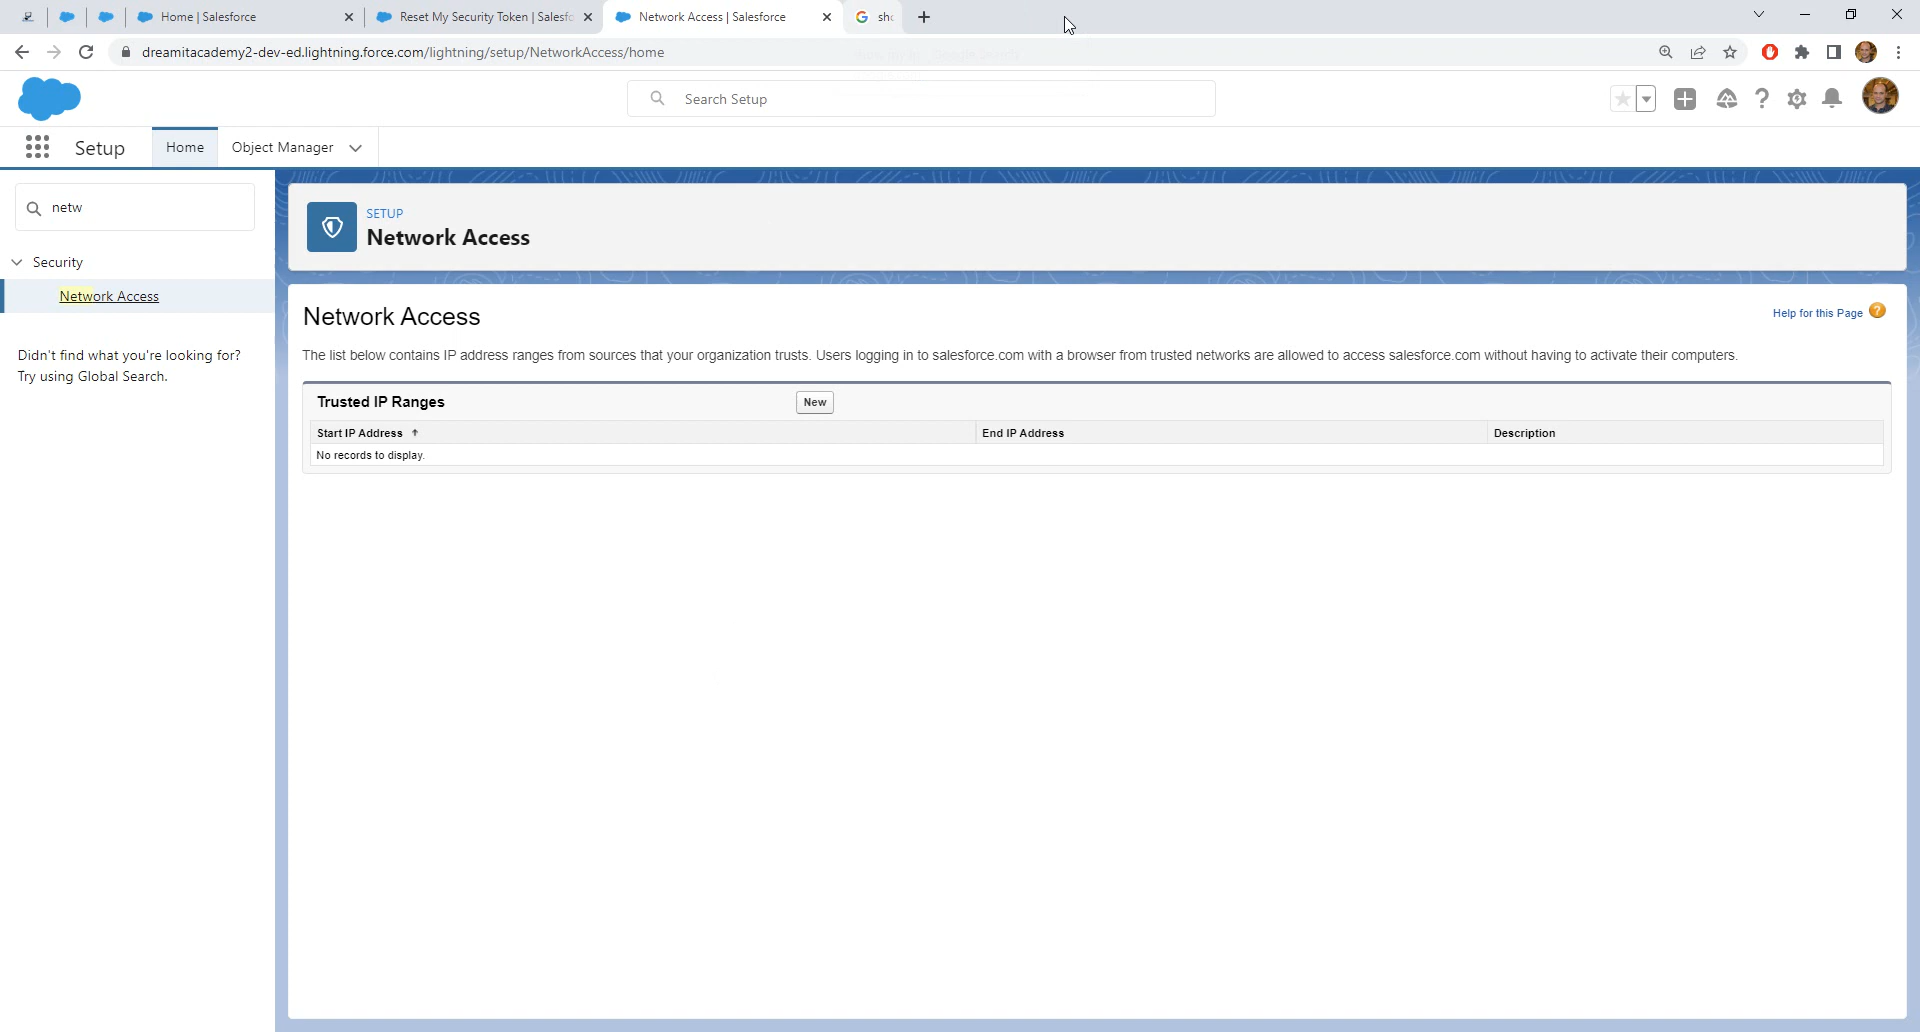 Home | Salesforce
Reset My Security Token | Salesfo
Network Access | Salesforce
sho
dreamitacademy2-dev-ed.lightning.force.com/lightning/setup/NetworkAccess/home
Search Setup
Setup
Home
Object Manager
netw
Security
Network Access
Didn't find what you're looking for?
Try using Global Search.
SETUP
Network Access
Network Access
Help for this Page
The list below contains IP address ranges from sources that your organization trusts. Users logging in to salesforce.com with a browser from trusted networks are allowed to access salesforce.com without having to activate their computers.
Trusted IP Ranges
New
Start IP Address
End IP Address
Description
No records to display.